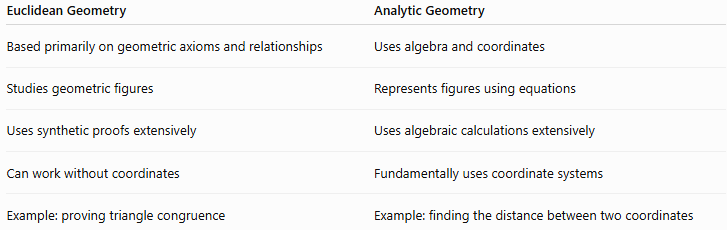 Euclidean Geometry Analytic Geometry
Based primarily on geometric axioms and relationships Uses algebra and coordinates
Studies geometric figures Represents figures using equations
Uses synthetic proofs extensively Uses algebraic calculations extensively
Can work without coordinates Fundamentally uses coordinate systems
Example: proving triangle congruence Example: finding the distance between two coordinates